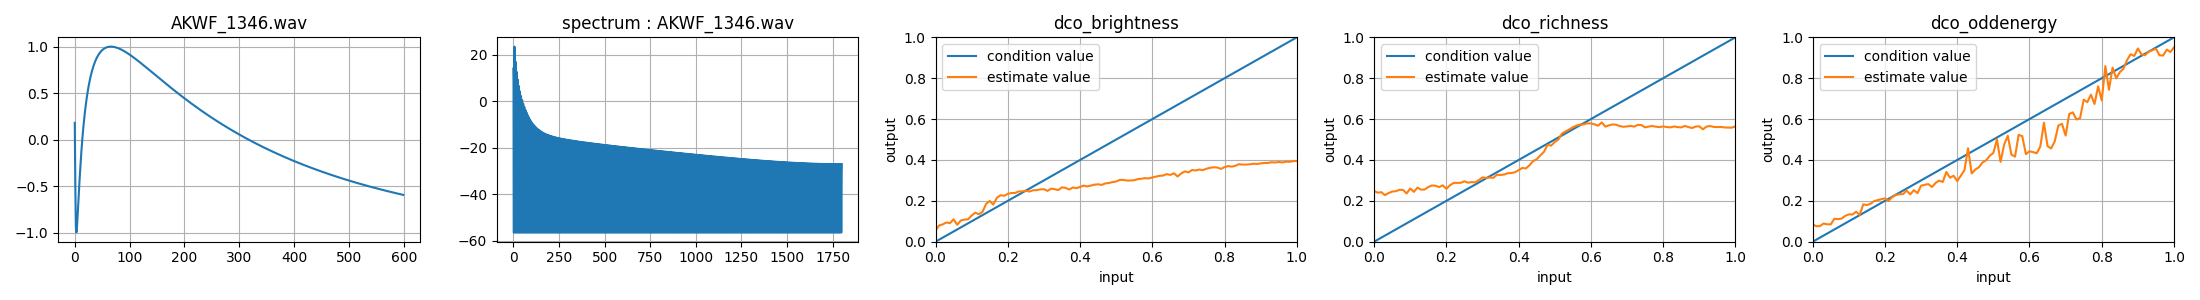 AKWF_1346.wav
1.0
0.5
0.0
−0.5
−1.0
0 100 200 300 400 500 600
spectrum : AKWF_1346.wav
20
0
−20
−40
−60
0 250 500 750 1000 1250 1500 1750
dco_brightness
condition value
estimate value
output
1.0
0.8
0.6
0.4
0.2
0.0
0.0 0.2 0.4 0.6 0.8 1.0
input
dco_richness
condition value
estimate value
output
1.0
0.8
0.6
0.4
0.2
0.0
0.0 0.2 0.4 0.6 0.8 1.0
input
dco_oddenergy
condition value
estimate value
output
1.0
0.8
0.6
0.4
0.2
0.0
0.0 0.2 0.4 0.6 0.8 1.0
input